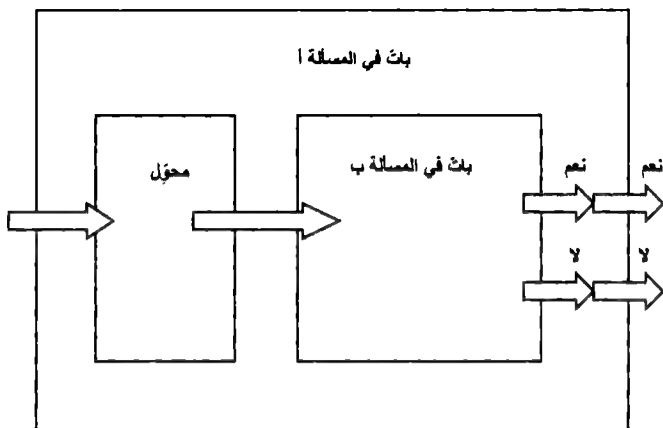 باتّ في المسألة أ
محوِّل
باتّ في المسألة ب
نعم
نعم
لا
لا